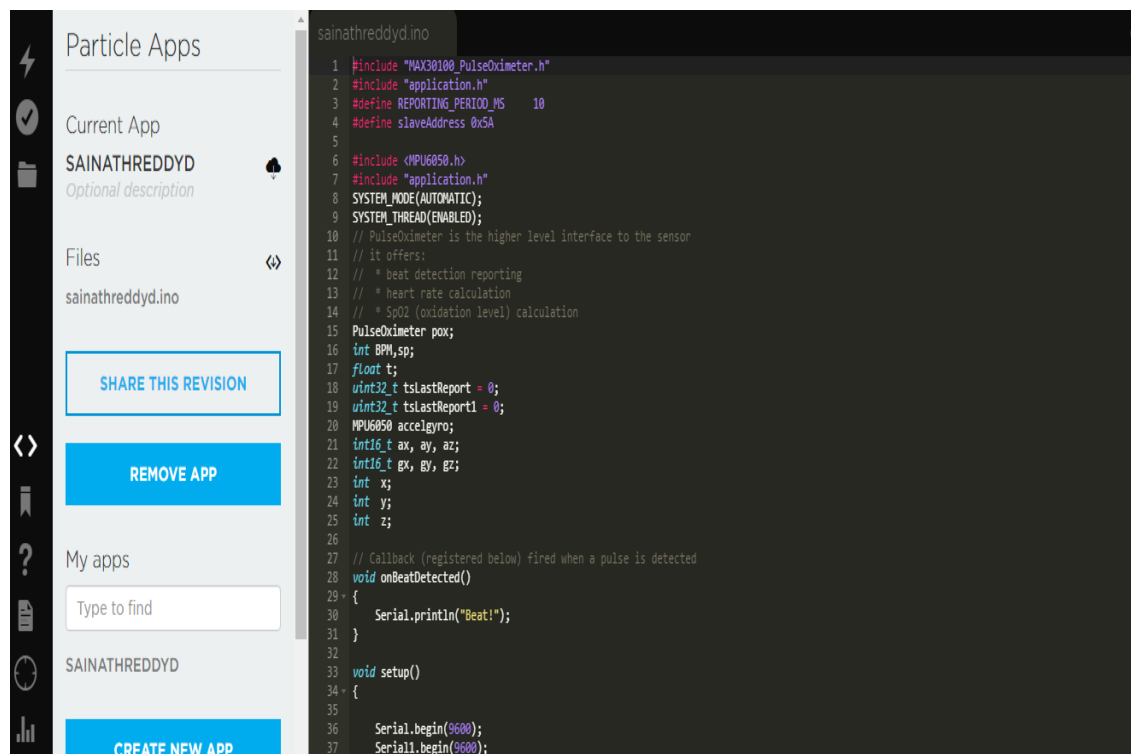 Particle Apps
Current App
SAINATHREDDYD
Optional description
Files
sainathreddyd.ino
SHARE THIS REVISION
REMOVE APP
My apps
Type to find
SAINATHREDDYD
CREATE NEW APP
sainathreddyd.ino
1 #include "MAX30100_PulseOximeter.h"
2 #include "application.h"
3 #define REPORTING_PERIOD_MS 10
4 #define slaveAddress 0x5A
5
6 #include <MPU6050.h>
7 #include "application.h"
8 SYSTEM_MODE(AUTOMATIC);
9 SYSTEM_THREAD(ENABLED);
10 // PulseOximeter is the higher level interface to the sensor
11 // it offers:
12 // * beat detection reporting
13 // * heart rate calculation
14 // * SpO2 (oxidation level) calculation
15 PulseOximeter pox;
16 int BPM,sp;
17 float t;
18 uint32_t tsLastReport = 0;
19 uint32_t tsLastReport1 = 0;
20 MPU6050 accelgyro;
21 int16_t ax, ay, az;
22 int16_t gx, gy, gz;
23 int x;
24 int y;
25 int z;
26
27 // Callback (registered below) fired when a pulse is detected
28 void onBeatDetected()
29 {
30 Serial.println("Beat!");
31 }
32
33 void setup()
34 {
35
36 Serial.begin(9600);
37 Serial1.begin(9600);